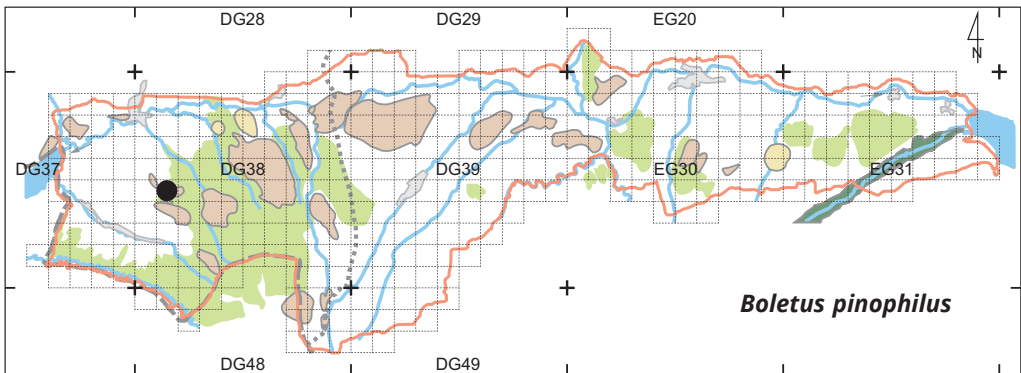 DG28 DG29 EG20
N
DG37 DG38 DG39 EG30 EG31
Boletus pinophilus
DG48 DG49